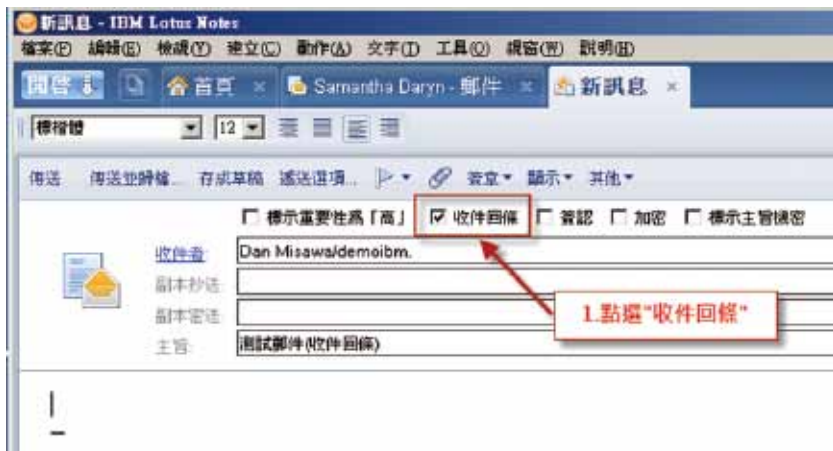 新訊息 - IBM Lotus Notes
檔案(F) 編輯(E) 檢視(V) 建立(C) 動作(A) 文字(T) 工具(O) 視窗(W) 說明(H)
開啓 首頁 × Samantha Daryn - 郵件 × 新訊息 ×
標楷體 12
傳送 傳送並歸檔... 存成草稿 遞送選項... 簽章 顯示 其他
標示重要性為「高」 收件回條 簽認 加密 標示主旨機密
收件者 Dan Misawa/demoibm.
副本抄送
副本密送
1.點選"收件回條"
主旨: 測試郵件(收件回條)